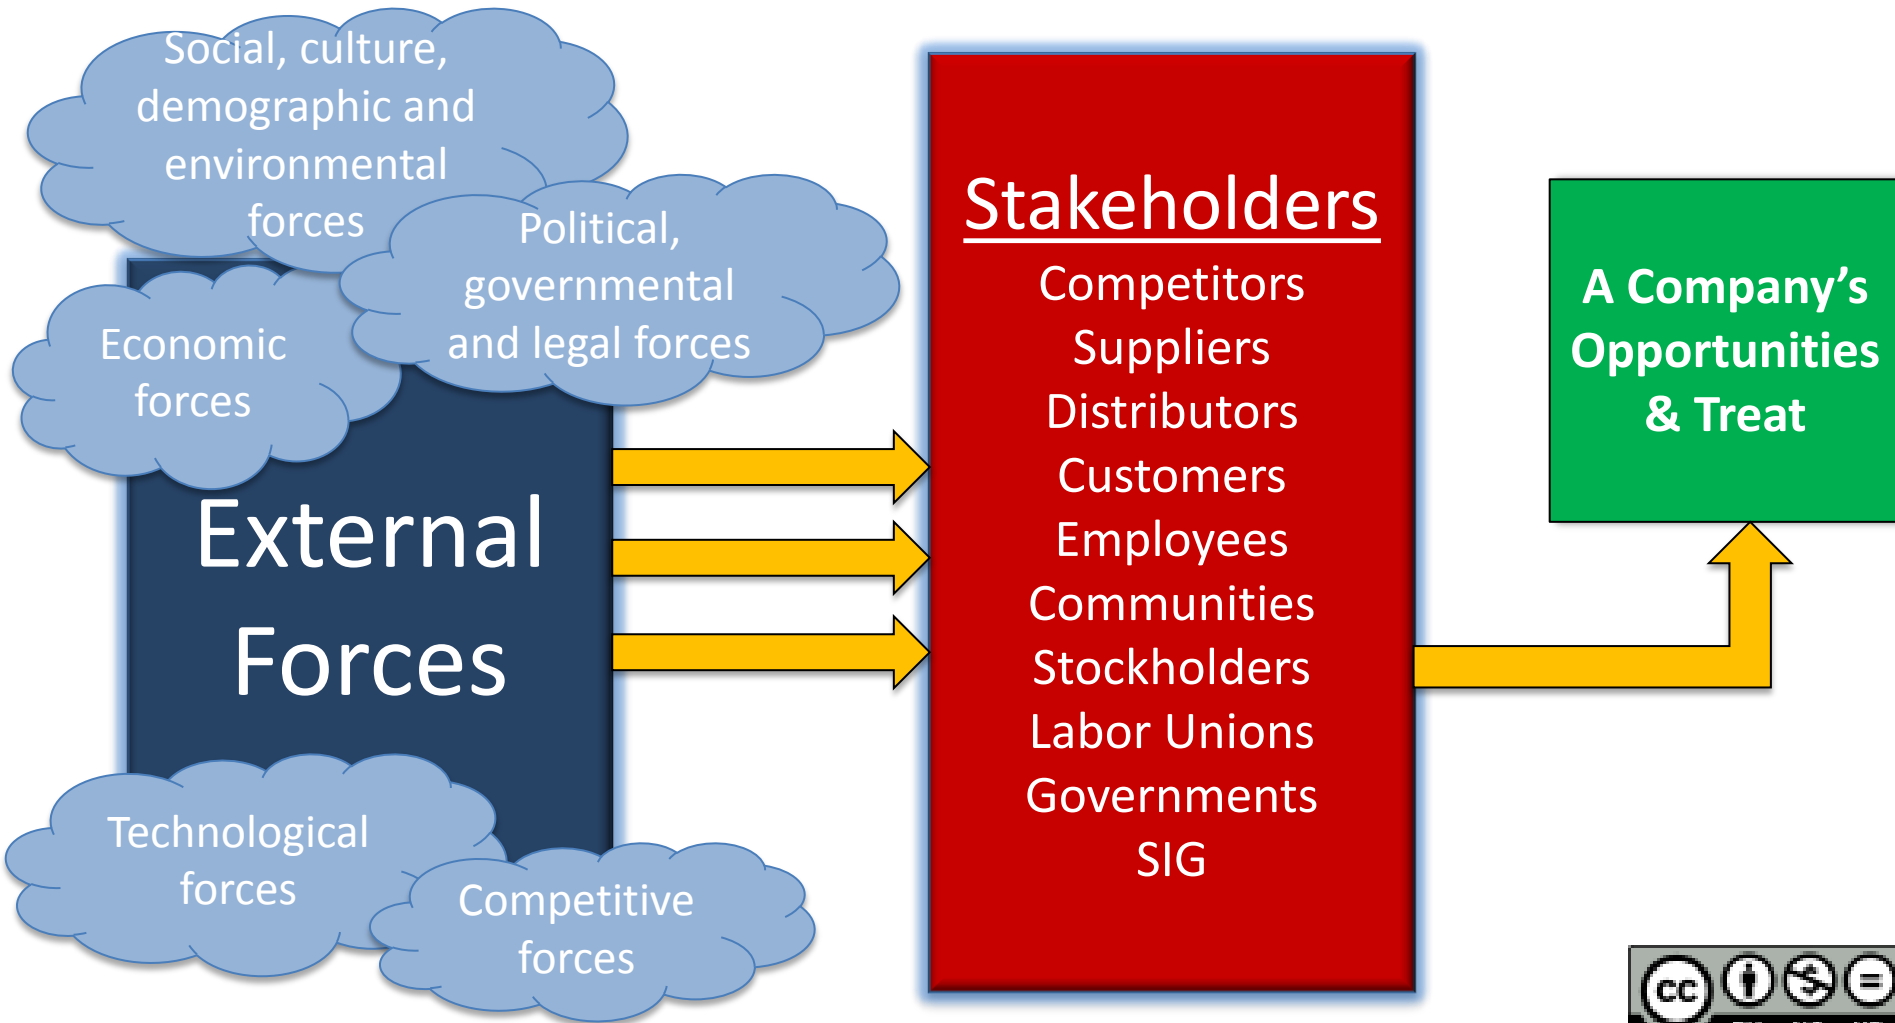 Social, culture,
demographic and
environmental
forces
Political,
governmental
and legal forces
Economic
forces
External
Forces
Technological
forces
Competitive
forces
Stakeholders
Competitors
Suppliers
Distributors
Customers
Employees
Communities
Stockholders
Labor Unions
Governments
SIG
A Company’s
Opportunities
& Treat
cc